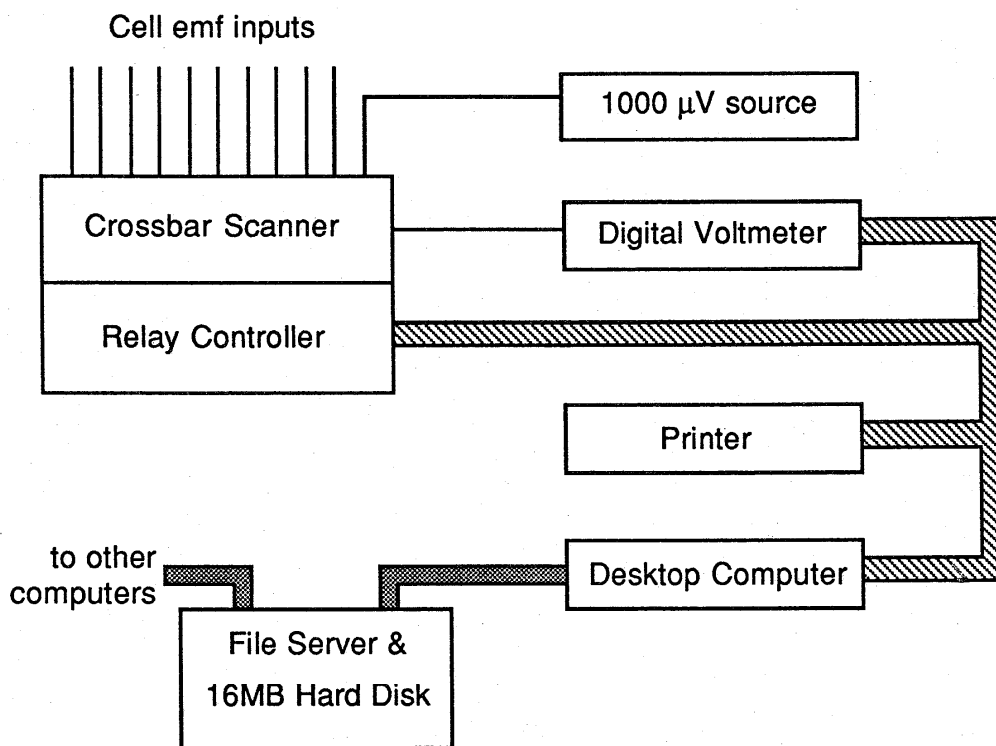 Cell emf inputs
1000 µV source
Crossbar Scanner
Digital Voltmeter
Relay Controller
Printer
to other
computers
Desktop Computer
File Server &
16MB Hard Disk